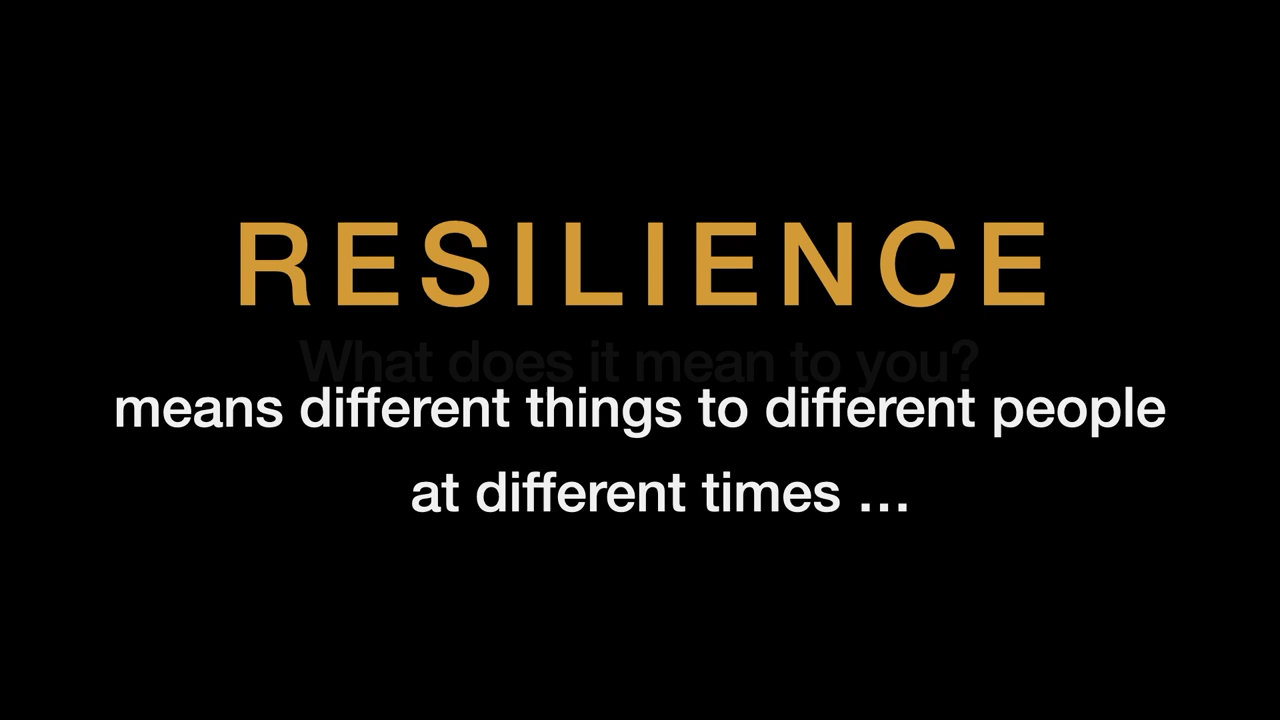 RESILIENCE
What does it mean to you?
means different things to different people
at different times …